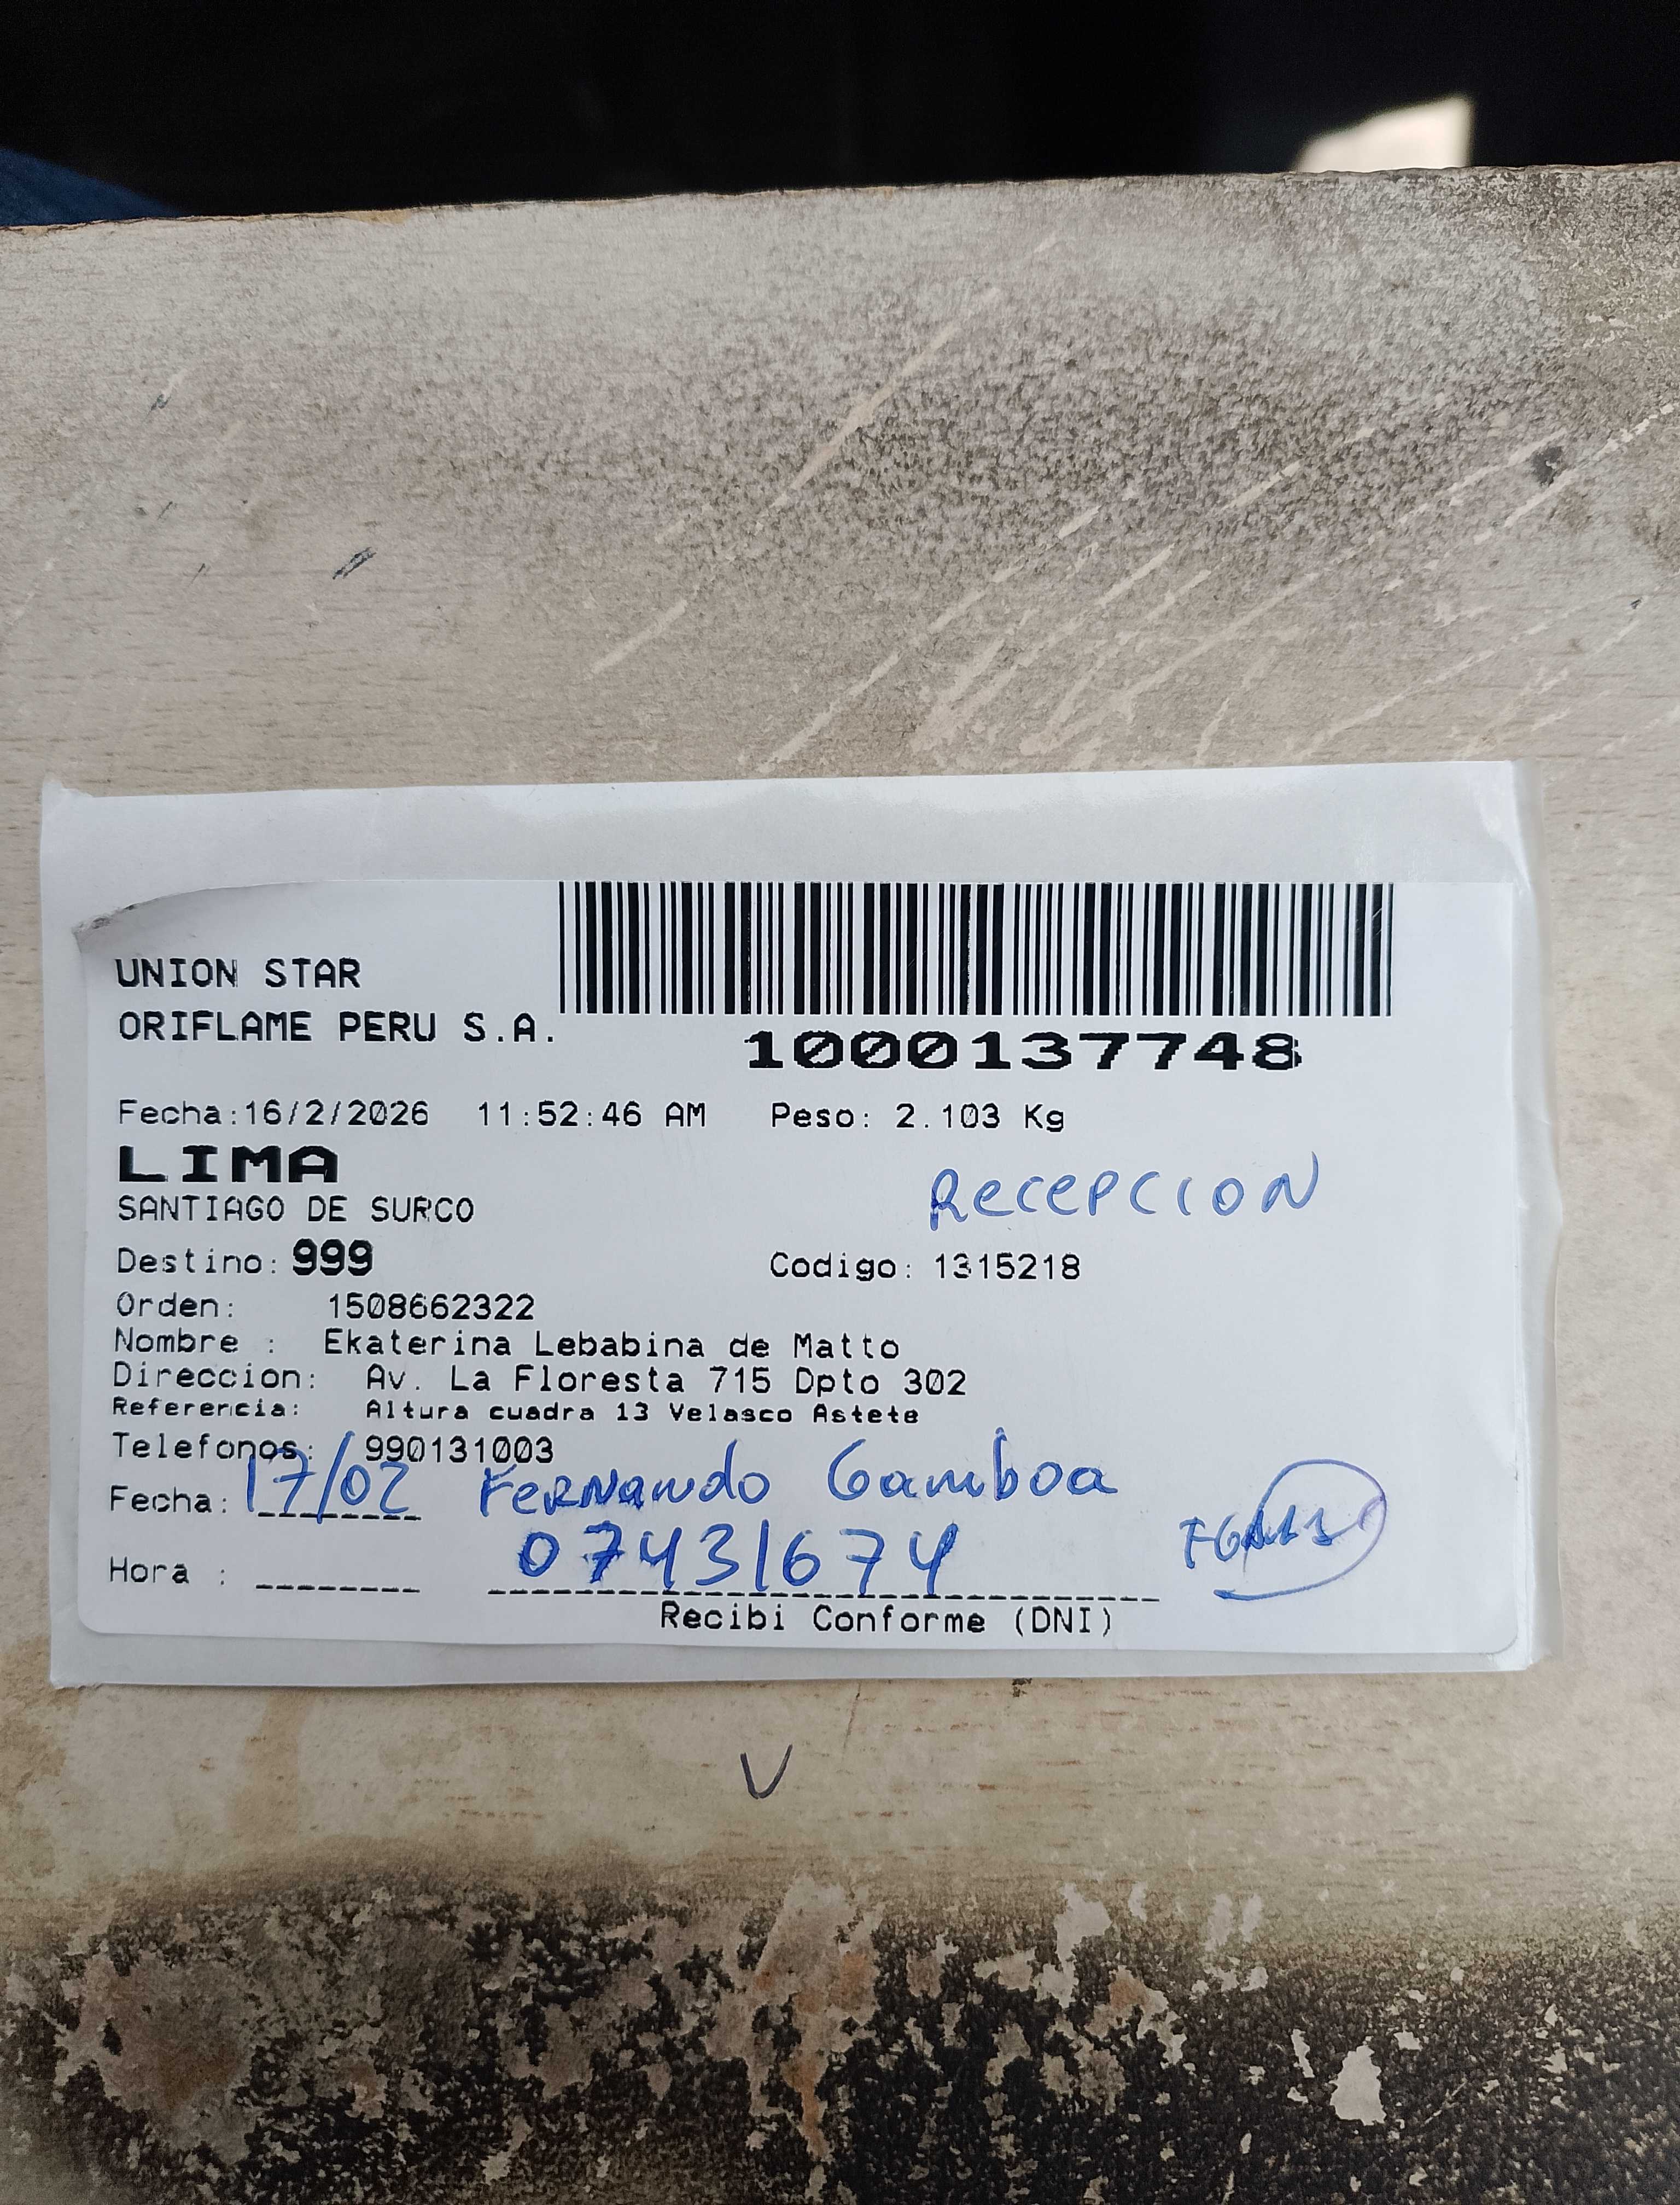 UNION STAR
ORIFLAME PERU S.A.
1000137748
Fecha:16/2/2026 11:52:46 AM Peso: 2.103 Kg
LIMA
RECEPCION
SANTIAGO DE SURCO
Destino: 999 Codigo: 1315218
Orden: 1508662322
Nombre : Ekaterina Lebabina de Matto
Direccion: Av. La Floresta 715 Dpto 302
Referencia: Altura cuadra 13 Velasco Astete
Telefonos: 990131003
Fecha: 17/02 Fernando Gamboa
Hora : 07431674
Recibi Conforme (DNI)
V